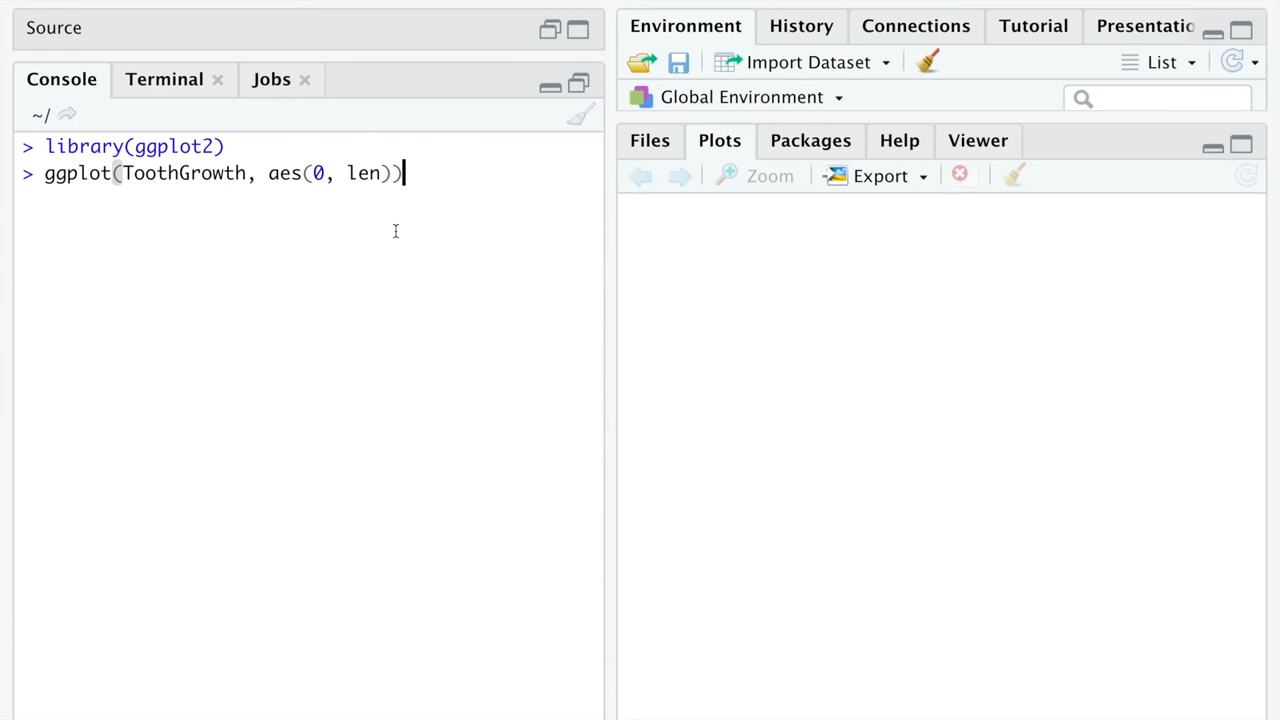 Source
Console Terminal Jobs
~/
> library(ggplot2)
> ggplot(ToothGrowth, aes(0, len))
Environment History Connections Tutorial Presentatio
Import Dataset List
Global Environment
Files Plots Packages Help Viewer
Zoom Export